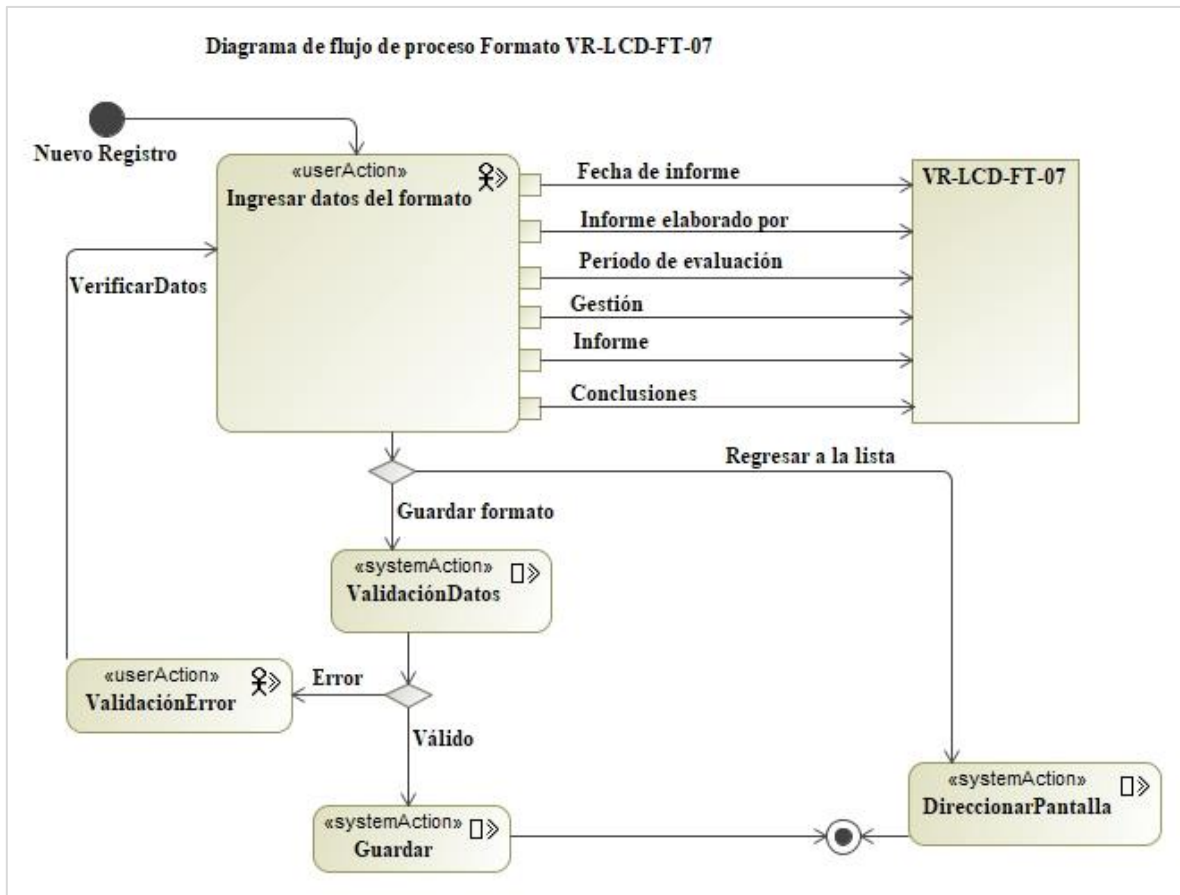 Diagrama de flujo de proceso Formato VR-LCD-FT-07
Nuevo Registro
«userAction»
Ingresar datos del formato
Fecha de informe
Informe elaborado por
Período de evaluación
Gestión
Informe
Conclusiones
VR-LCD-FT-07
VerificarDatos
Regresar a la lista
Guardar formato
«systemAction»
ValidaciónDatos
«userAction»
ValidaciónError
Error
Válido
«systemAction»
Guardar
«systemAction»
DireccionarPantalla